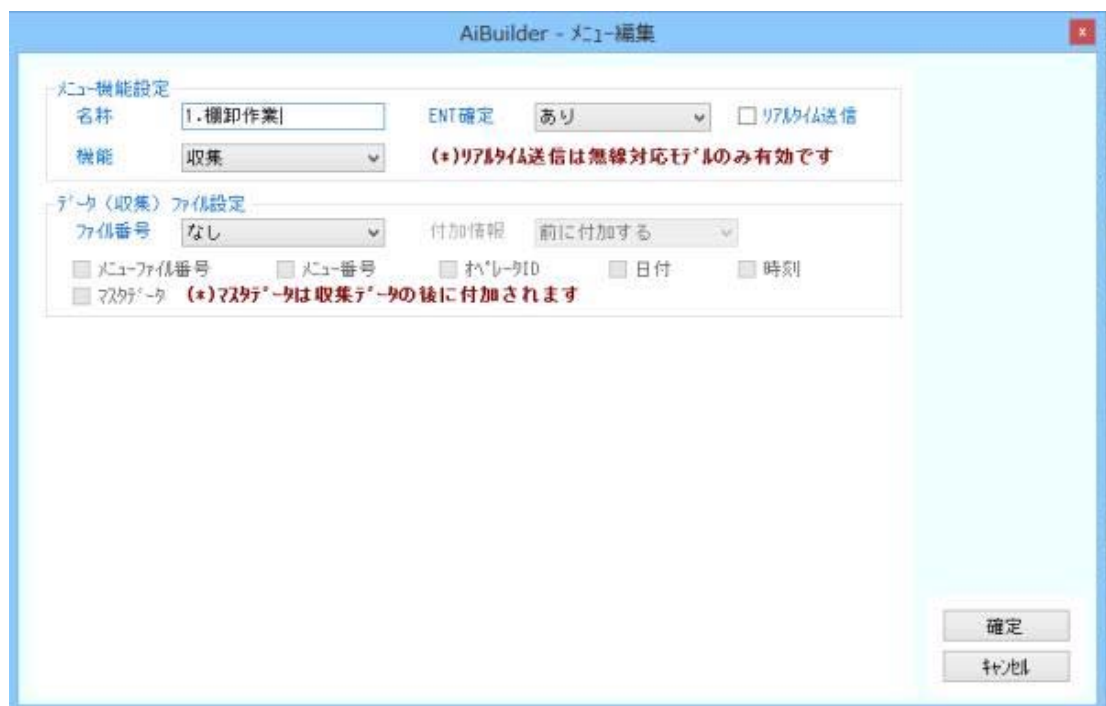 AiBuilder - ﾒﾆｭｰ編集
x
ﾒﾆｭｰ機能設定
名称 1.棚卸作業 ENT確定 あり ﾘｱﾙﾀｲﾑ送信
機能 収集 (*)ﾘｱﾙﾀｲﾑ送信は無線対応ﾓﾃﾞﾙのみ有効です
ﾃﾞｰﾀ（収集）ﾌｧｲﾙ設定
ﾌｧｲﾙ番号 なし 付加情報 前に付加する
ﾒﾆｭｰﾌｧｲﾙ番号 ﾒﾆｭｰ番号 ｵﾍﾟﾚｰﾀID 日付 時刻
ﾏｽﾀﾃﾞｰﾀ (*)ﾏｽﾀﾃﾞｰﾀは収集ﾃﾞｰﾀの後に付加されます
確定
ｷｬﾝｾﾙ